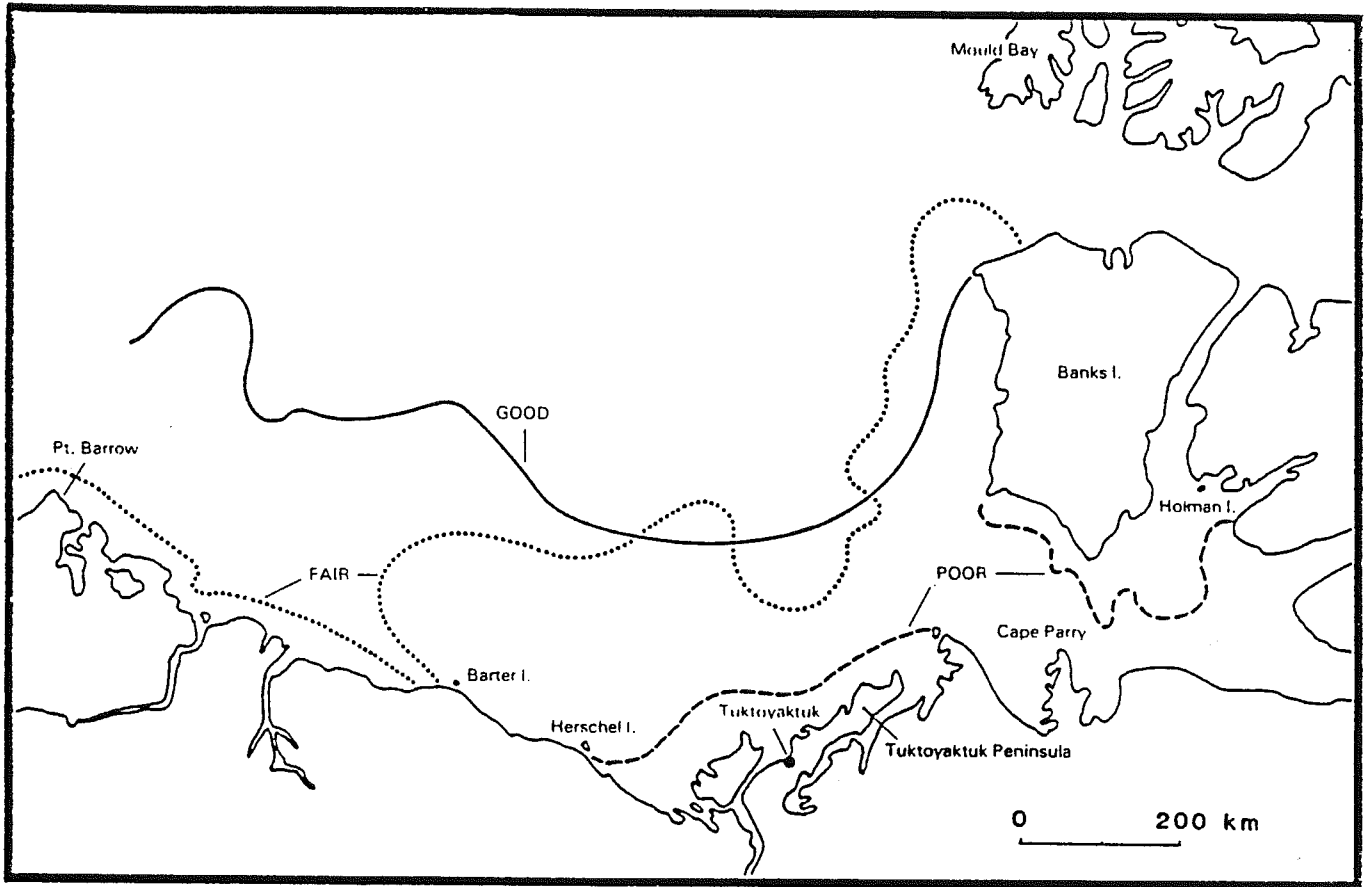 Mould Bay
Banks I.
GOOD
Pt. Barrow
Holman I.
FAIR
POOR
Cape Parry
Barter I.
Tuktoyaktuk
Herschel I.
Tuktoyaktuk Peninsula
0 200 km